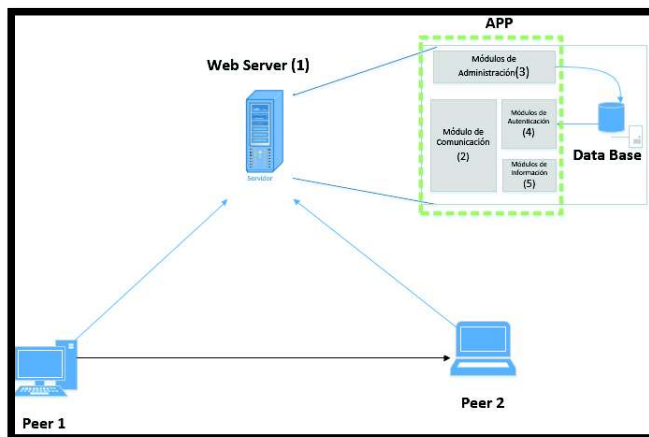 APP
Web Server (1)
Módulos de
Administración(3)
Módulo de
Comunicación
(2)
Módulos de
Autenticación
(4)
Data Base
Módulos de
Información
(5)
Servidor
Peer 2
Peer 1